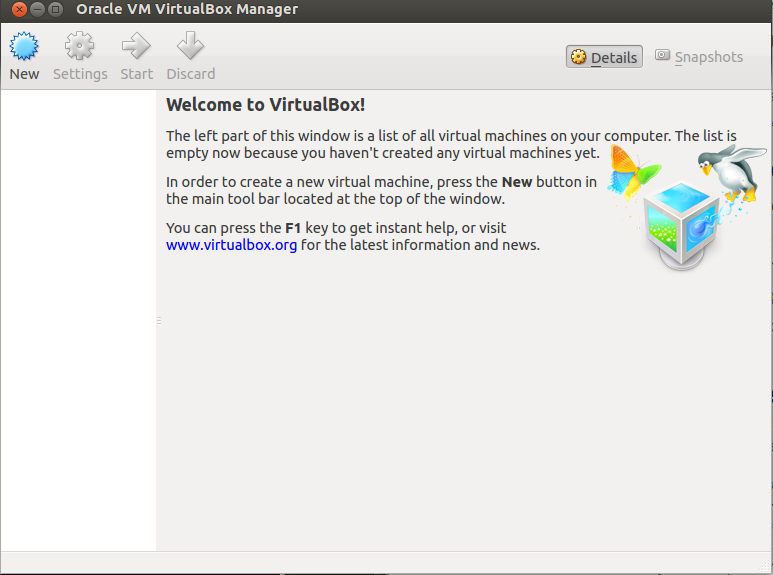 Oracle VM VirtualBox Manager
New Settings Start Discard Details Snapshots
Welcome to VirtualBox!
The left part of this window is a list of all virtual machines on your computer. The list is
empty now because you haven't created any virtual machines yet.
In order to create a new virtual machine, press the New button in
the main tool bar located at the top of the window.
You can press the F1 key to get instant help, or visit
www.virtualbox.org for the latest information and news.